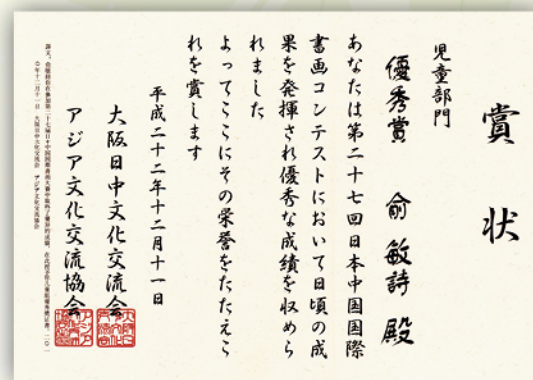 賞状
児童部門
優秀賞 俞敏詩殿
あなたは第二十七回日本中国国際
書画コンテストにおいて日頃の成
果を発揮され優秀な成績を収めら
れました
よってここにその栄誉をたたえこ
れを賞します
平成二十二年十二月十一日
大阪日中文化交流会
アジア文化交流協会